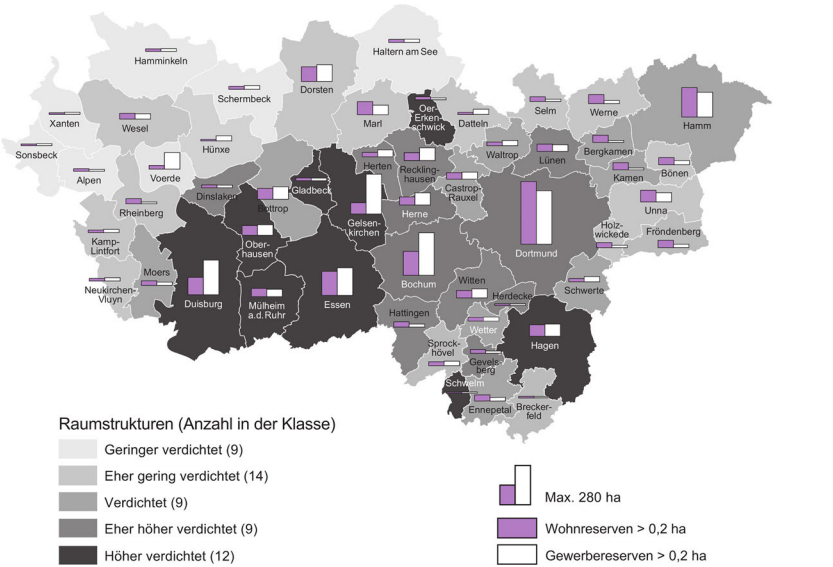 Haltern am See
Hamminkeln
Dorsten
Schermbeck
Oer-
Erken-
schwick
Selm
Werne
Hamm
Xanten
Wesel
Marl
Datteln
Sonsbeck
Hünxe
Waltrop
Lünen
Bergkamen
Alpen
Voerde
Herten
Reckling-
hausen
Kamen
Bönen
Dinslaken
Gladbeck
Castrop-
Rauxel
Rheinberg
Bottrop
Gelsen-
kirchen
Herne
Unna
Holz-
wickede
Fröndenberg
Kamp-
Lintfort
Ober-
hausen
Dortmund
Moers
Neukirchen-
Vluyn
Duisburg
Mülheim
a.d.Ruhr
Essen
Bochum
Witten
Schwerte
Herdecke
Hattingen
Wetter
Sprock-
hövel
Hagen
Gevels-
berg
Schwelm
Ennepetal
Brecker-
feld
Raumstrukturen (Anzahl in der Klasse)
Geringer verdichtet (9)
Eher gering verdichtet (14)
Verdichtet (9)
Eher höher verdichtet (9)
Höher verdichtet (12)
Max. 280 ha
Wohnreserven > 0,2 ha
Gewerbereserven > 0,2 ha